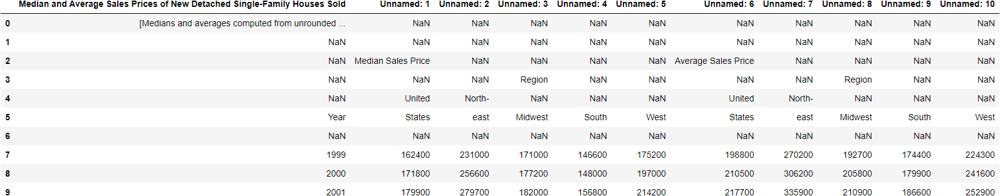 Median and Average Sales Prices of New Detached Single-Family Houses Sold Unnamed: 1 Unnamed: 2 Unnamed: 3 Unnamed: 4 Unnamed: 5 Unnamed: 6 Unnamed: 7 Unnamed: 8 Unnamed: 9 Unnamed: 10
0 [Medians and averages computed from unrounded ... NaN NaN NaN NaN NaN NaN NaN NaN NaN NaN
1 NaN NaN NaN NaN NaN NaN NaN NaN NaN NaN NaN
2 NaN Median Sales Price NaN NaN NaN NaN Average Sales Price NaN NaN NaN NaN
3 NaN NaN NaN Region NaN NaN NaN NaN Region NaN NaN
4 NaN United North- NaN NaN NaN United North- NaN NaN NaN
5 Year States east Midwest South West States east Midwest South West
6 NaN NaN NaN NaN NaN NaN NaN NaN NaN NaN NaN
7 1999 162400 231000 171000 146600 175200 198800 270200 192700 174400 224300
8 2000 171800 256600 177200 148000 197000 210500 306200 205800 179900 241600
9 2001 179900 279700 182000 156800 214200 217700 335900 210900 186600 252900